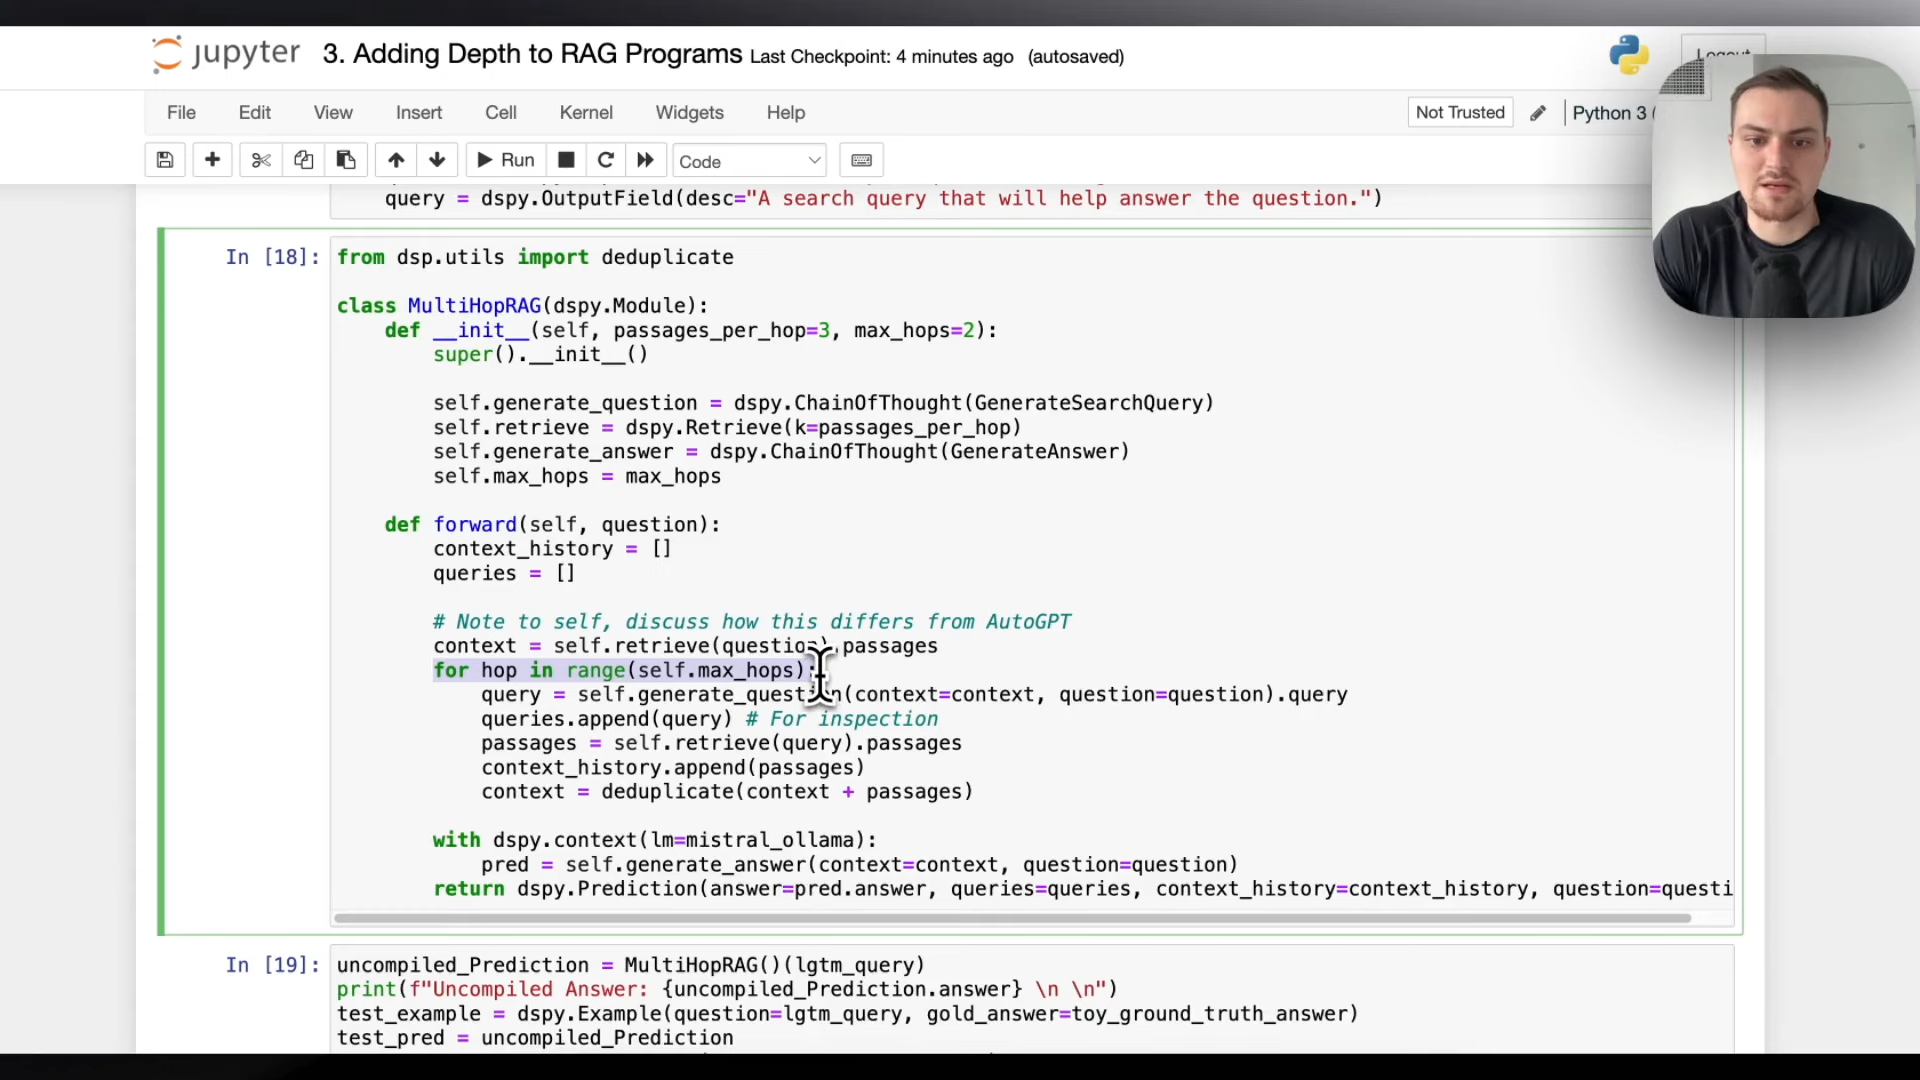 jupyter 3. Adding Depth to RAG Programs Last Checkpoint: 4 minutes ago (autosaved)
Logout
File Edit View Insert Cell Kernel Widgets Help
Not Trusted Python 3 (
Run Code
query = dspy.OutputField(desc="A search query that will help answer the question.")
In [18]: from dsp.utils import deduplicate
class MultiHopRAG(dspy.Module):
def __init__(self, passages_per_hop=3, max_hops=2):
super().__init__()
self.generate_question = dspy.ChainOfThought(GenerateSearchQuery)
self.retrieve = dspy.Retrieve(k=passages_per_hop)
self.generate_answer = dspy.ChainOfThought(GenerateAnswer)
self.max_hops = max_hops
def forward(self, question):
context_history = []
queries = []
# Note to self, discuss how this differs from AutoGPT
context = self.retrieve(question).passages
for hop in range(self.max_hops):
query = self.generate_question(context=context, question=question).query
queries.append(query) # For inspection
passages = self.retrieve(query).passages
context_history.append(passages)
context = deduplicate(context + passages)
with dspy.context(lm=mistral_ollama):
pred = self.generate_answer(context=context, question=question)
return dspy.Prediction(answer=pred.answer, queries=queries, context_history=context_history, question=questi
In [19]: uncompiled_Prediction = MultiHopRAG()(lgtm_query)
print(f"Uncompiled Answer: {uncompiled_Prediction.answer} \n \n")
test_example = dspy.Example(question=lgtm_query, gold_answer=toy_ground_truth_answer)
test_pred = uncompiled_Prediction